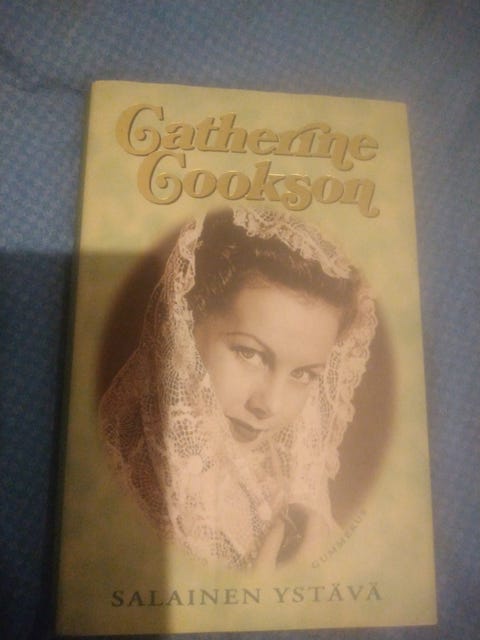 Catherine
Cookson
GUMMERUS
SALAINEN YSTÄVÄ